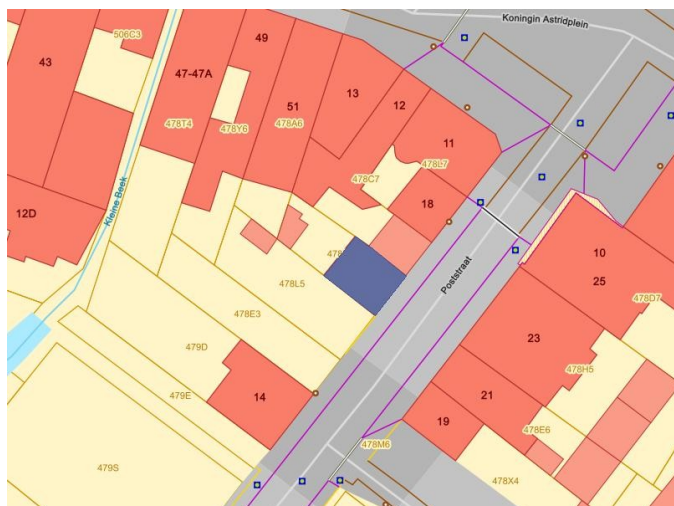 Koningin Astridplein
506C3
49
43
47-47A
13
12
51
478T4
478Y6
478A6
11
478L7
478C7
18
12D
Kleine Beek
10
25
Poststraat
478L5
478D7
478E3
23
479D
478H5
479E
14
21
19
478E6
478M6
479S
478X4